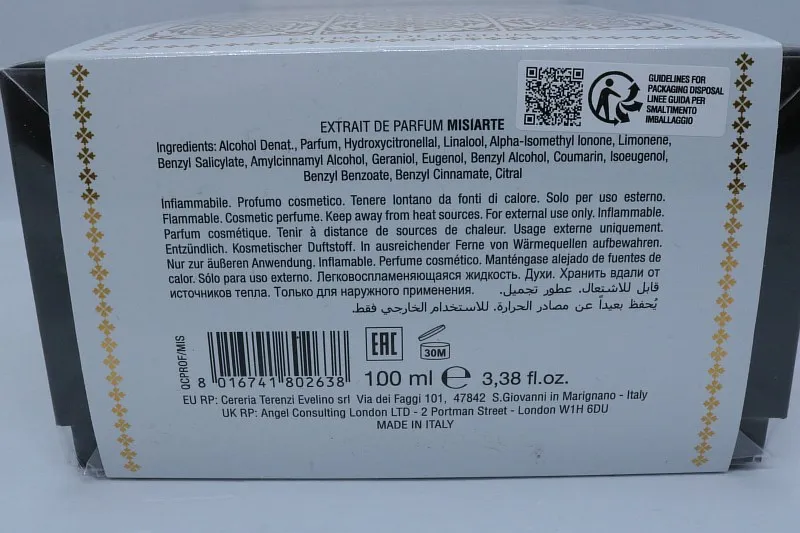 GUIDELINES FOR
PACKAGING DISPOSAL
LINEE GUIDA PER
SMALTIMENTO
IMBALLAGGIO
EXTRAIT DE PARFUM MISIARTE
Ingredients: Alcohol Denat., Parfum, Hydroxycitronellal, Linalool, Alpha-Isomethyl Ionone, Limonene,
Benzyl Salicylate, Amylcinnamyl Alcohol, Geraniol, Eugenol, Benzyl Alcohol, Coumarin, Isoeugenol,
Benzyl Benzoate, Benzyl Cinnamate, Citral
Infiammabile. Profumo cosmetico. Tenere lontano da fonti di calore. Solo per uso esterno.
Flammable. Cosmetic perfume. Keep away from heat sources. For external use only. Inflammable.
Parfum cosmétique. Tenir à distance de sources de chaleur. Usage externe uniquement.
Entzündlich. Kosmetischer Duftstoff. In ausreichender Ferne von Wärmequellen aufbewahren.
Nur zur äußeren Anwendung. Inflamable. Perfume cosmético. Manténgase alejado de fuentes de
calor. Sólo para uso externo. Легковоспламеняющаяся жидкость. Духи. Хранить вдали от
источников тепла. Только для наружного применения. قابل للاشتعال. عطور تجميل.
يُحفظ بعيداً عن مصادر الحرارة. للاستخدام الخارجي فقط.
QCPROF/MIS
EAC
30M
8 016741 802638
100 ml e 3,38 fl.oz.
EU RP: Cereria Terenzi Evelino srl Via dei Faggi 101, 47842 S.Giovanni in Marignano - Italy
UK RP: Angel Consulting London LTD - 2 Portman Street - London W1H 6DU
MADE IN ITALY